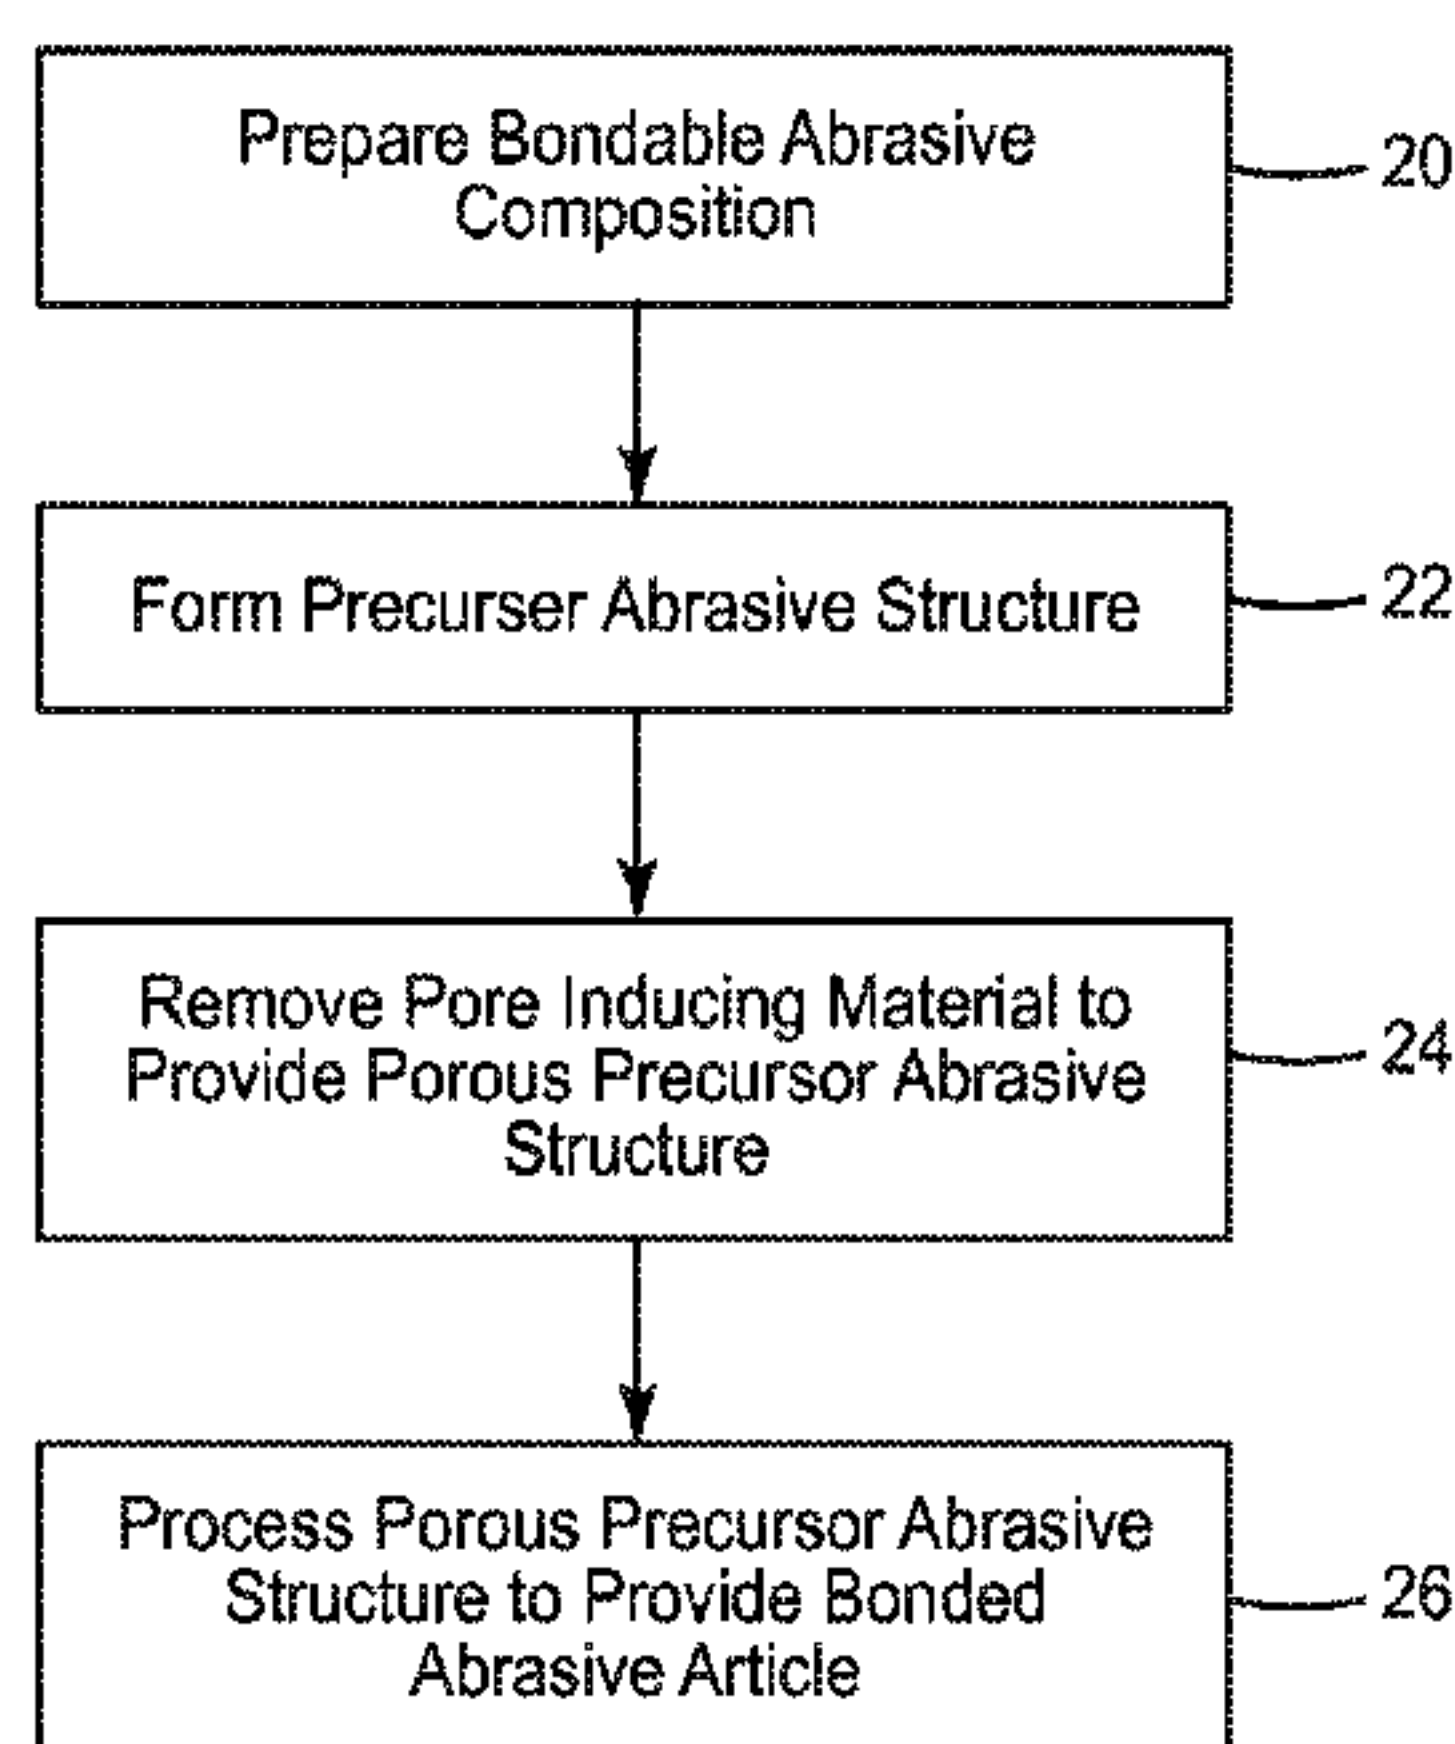 Prepare Bondable Abrasive
Composition
20
Form Precurser Abrasive Structure
22
Remove Pore Inducing Material to
Provide Porous Precursor Abrasive
Structure
24
Process Porous Precursor Abrasive
Structure to Provide Bonded
Abrasive Article
26